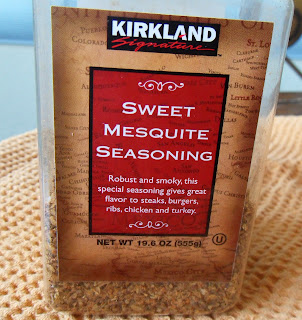 KIRKLAND
Signature
SWEET
MESQUITE
SEASONING
Robust and smoky, this
special seasoning gives great
flavor to steaks, burgers,
ribs, chicken and turkey.
NET WT 19.6 OZ (555g) U